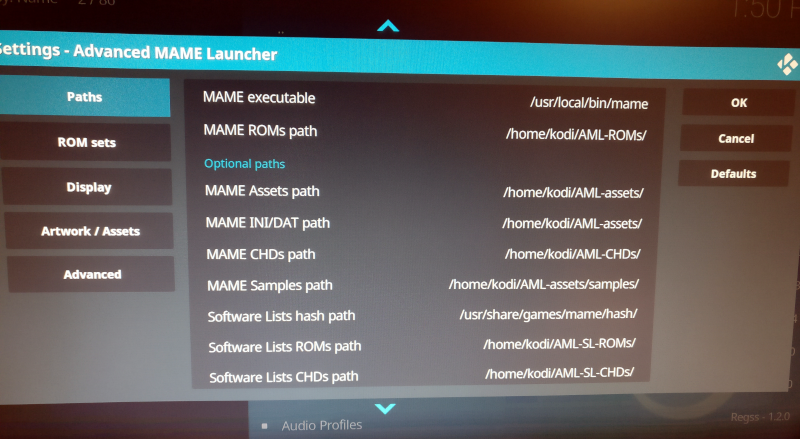 2 / 86
1:50
Settings - Advanced MAME Launcher
Paths
ROM sets
Display
Artwork / Assets
Advanced
MAME executable /usr/local/bin/mame
MAME ROMs path /home/kodi/AML-ROMs/
Optional paths
MAME Assets path /home/kodi/AML-assets/
MAME INI/DAT path /home/kodi/AML-assets/
MAME CHDs path /home/kodi/AML-CHDs/
MAME Samples path /home/kodi/AML-assets/samples/
Software Lists hash path /usr/share/games/mame/hash/
Software Lists ROMs path /home/kodi/AML-SL-ROMs/
Software Lists CHDs path /home/kodi/AML-SL-CHDs/
OK
Cancel
Defaults
Audio Profiles
Regss - 1.2.0